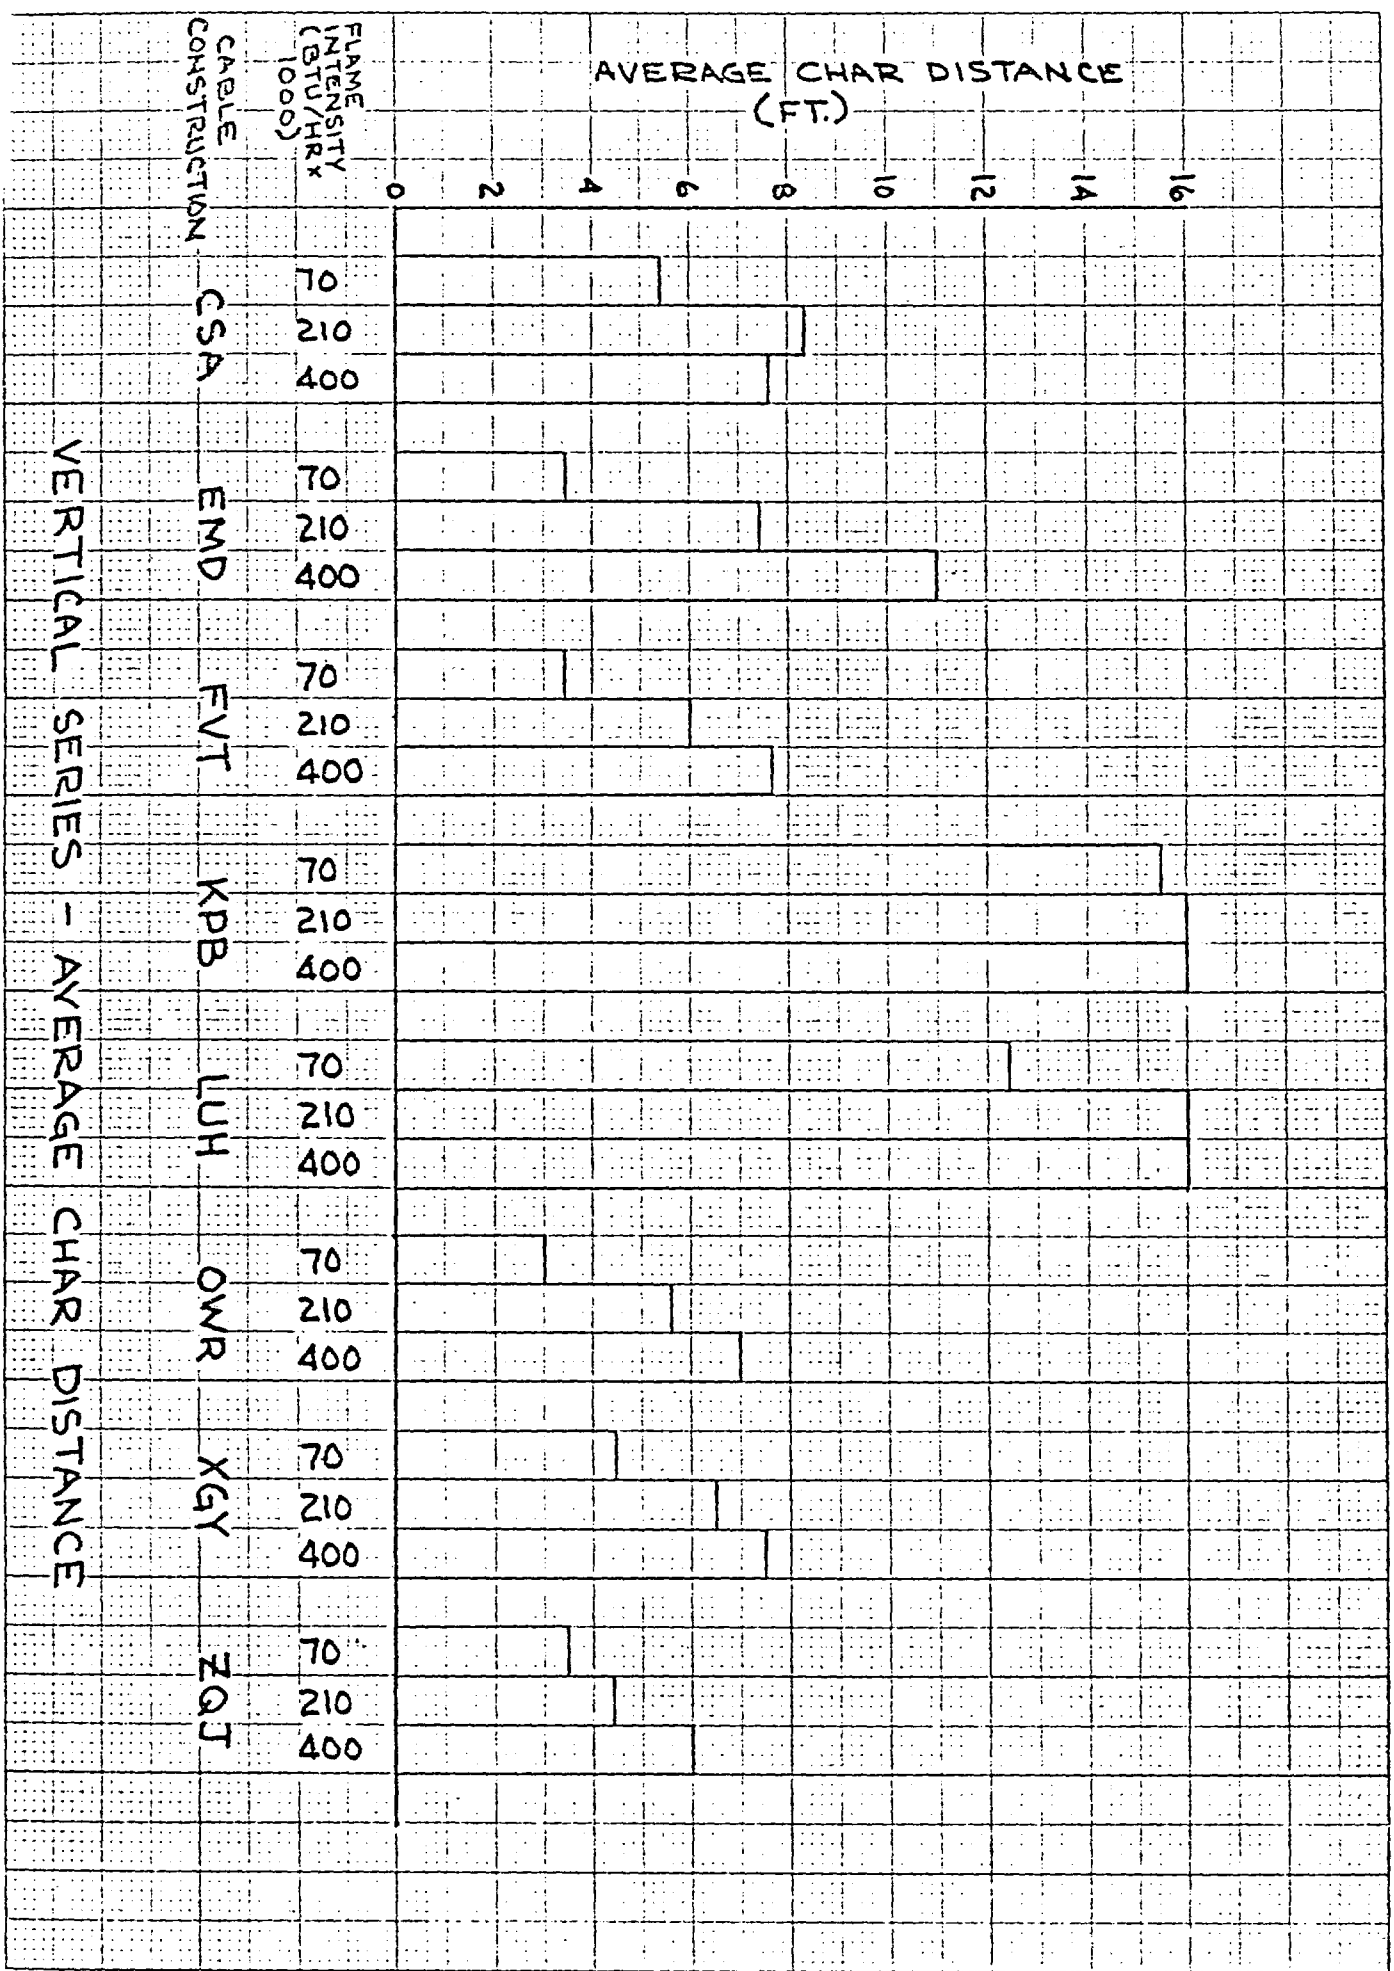 AVERAGE CHAR DISTANCE
(FT.)
16
14
12
10
8
6
4
2
0
FLAME
INTENSITY
(BTU/HR x
1000)
70 210 400 70 210 400 70 210 400 70 210 400 70 210 400 70 210 400 70 210 400 70 210 400
CABLE
CONSTRUCTION CSA EMD FVT KPB LUH OWR XGY ZQJ
VERTICAL SERIES - AVERAGE CHAR DISTANCE